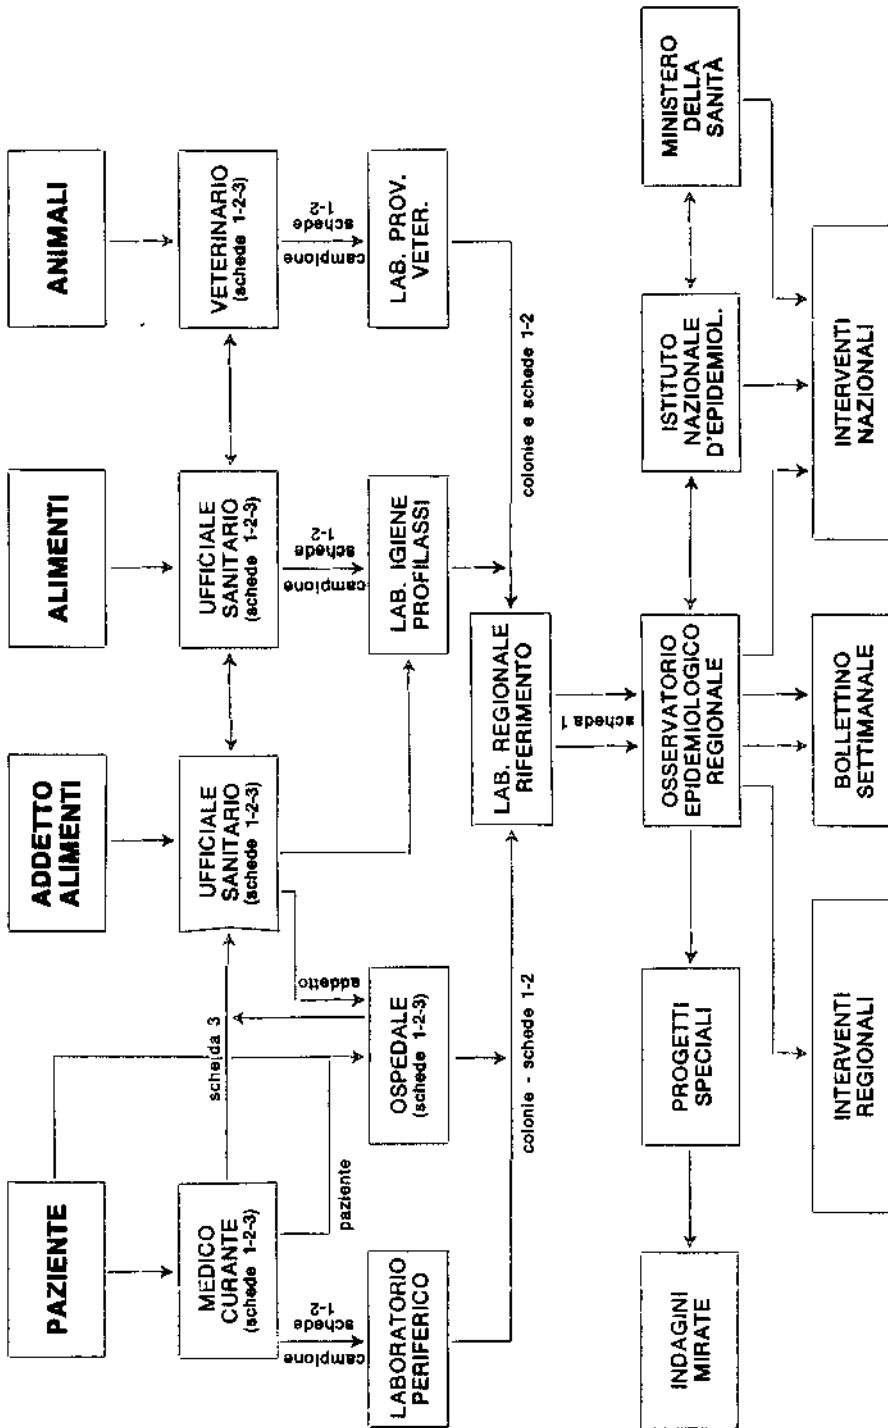 PAZIENTE
ADDETTO
ALIMENTI
ALIMENTI
ANIMALI
MEDICO
CURANTE
(schede 1-2-3)
scheda 3
UFFICIALE
SANITARIO
(schede 1-2-3)
UFFICIALE
SANITARIO
(schede 1-2-3)
VETERINARIO
(schede 1-2-3)
campione
schede
1-2
paziente
addetto
campione
schede
1-2
campione
schede
1-2
LABORATORIO
PERIFERICO
OSPEDALE
(schede 1-2-3)
LAB. IGIENE
PROFILASSI
LAB. PROV.
VETER.
colonie - schede 1-2
LAB. REGIONALE
RIFERIMENTO
colonie e schede 1-2
scheda 1
INDAGINI
MIRATE
PROGETTI
SPECIALI
OSSERVATORIO
EPIDEMIOLOGICO
REGIONALE
ISTITUTO
NAZIONALE
D'EPIDEMIOL.
MINISTERO
DELLA
SANITÀ
INTERVENTI
REGIONALI
BOLLETTINO
SETTIMANALE
INTERVENTI
NAZIONALI